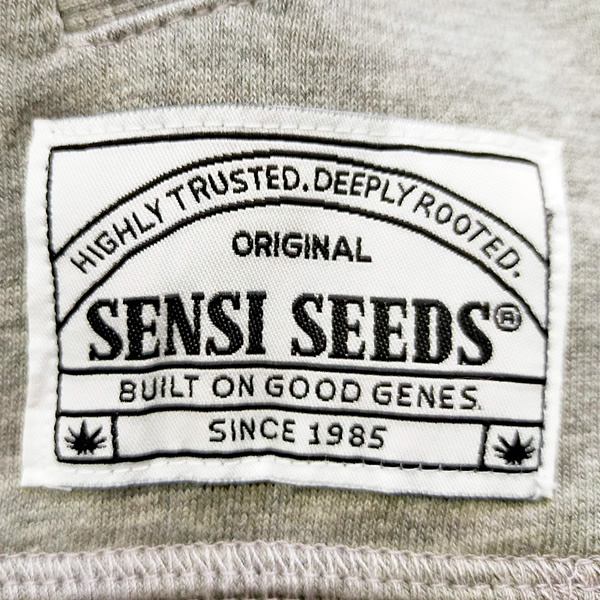 HIGHLY TRUSTED. DEEPLY ROOTED.
ORIGINAL
SENSI SEEDS®
BUILT ON GOOD GENES.
SINCE 1985